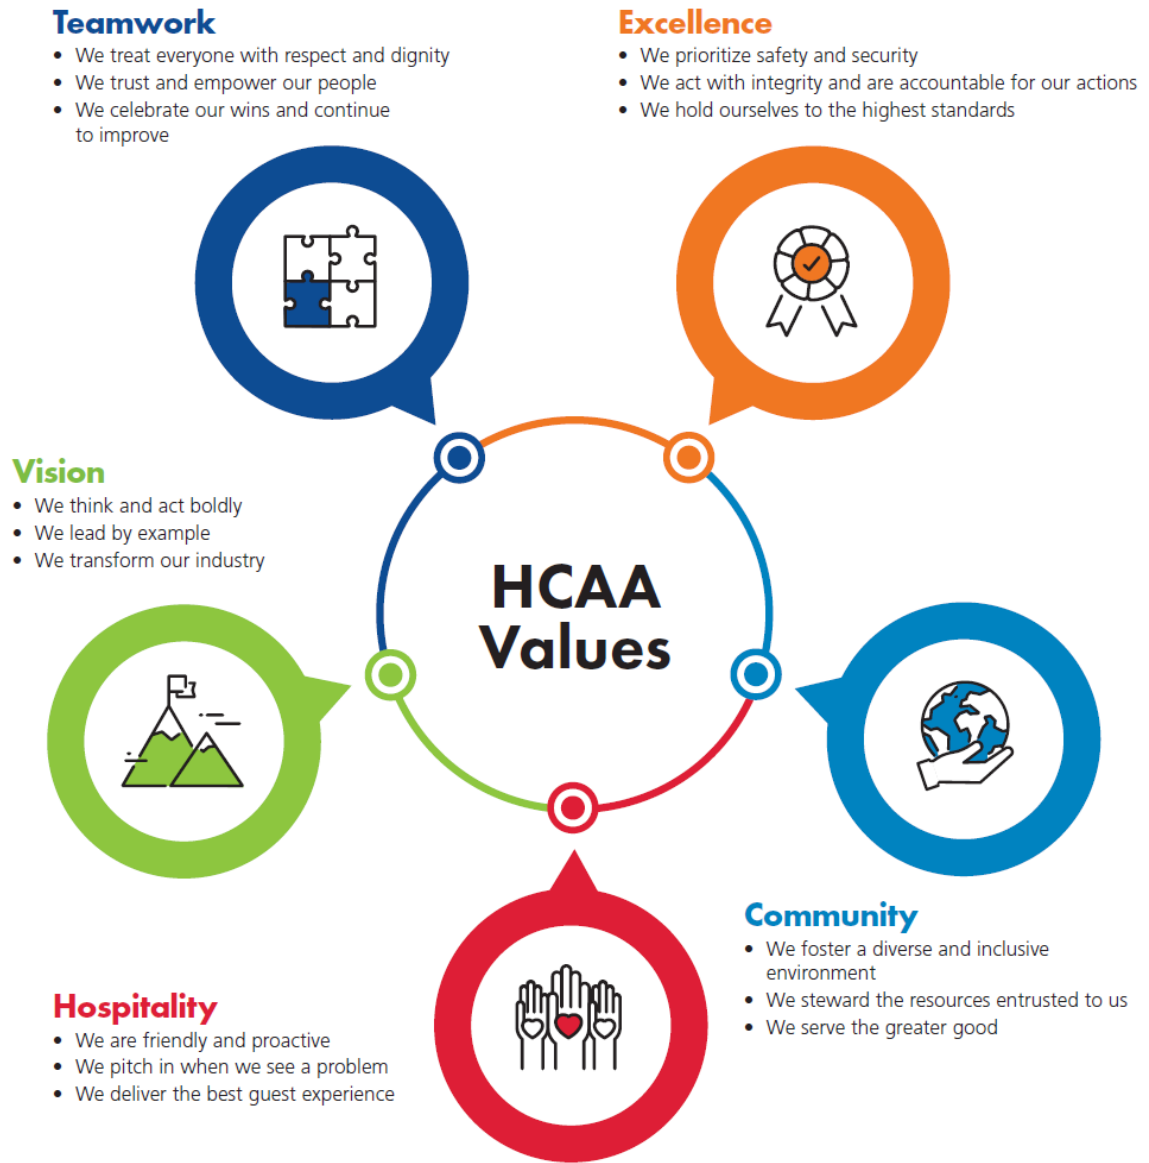 Teamwork
• We treat everyone with respect and dignity
• We trust and empower our people
• We celebrate our wins and continue
to improve
Excellence
• We prioritize safety and security
• We act with integrity and are accountable for our actions
• We hold ourselves to the highest standards
Vision
• We think and act boldly
• We lead by example
• We transform our industry
HCAA
Values
Community
• We foster a diverse and inclusive
environment
• We steward the resources entrusted to us
• We serve the greater good
Hospitality
• We are friendly and proactive
• We pitch in when we see a problem
• We deliver the best guest experience